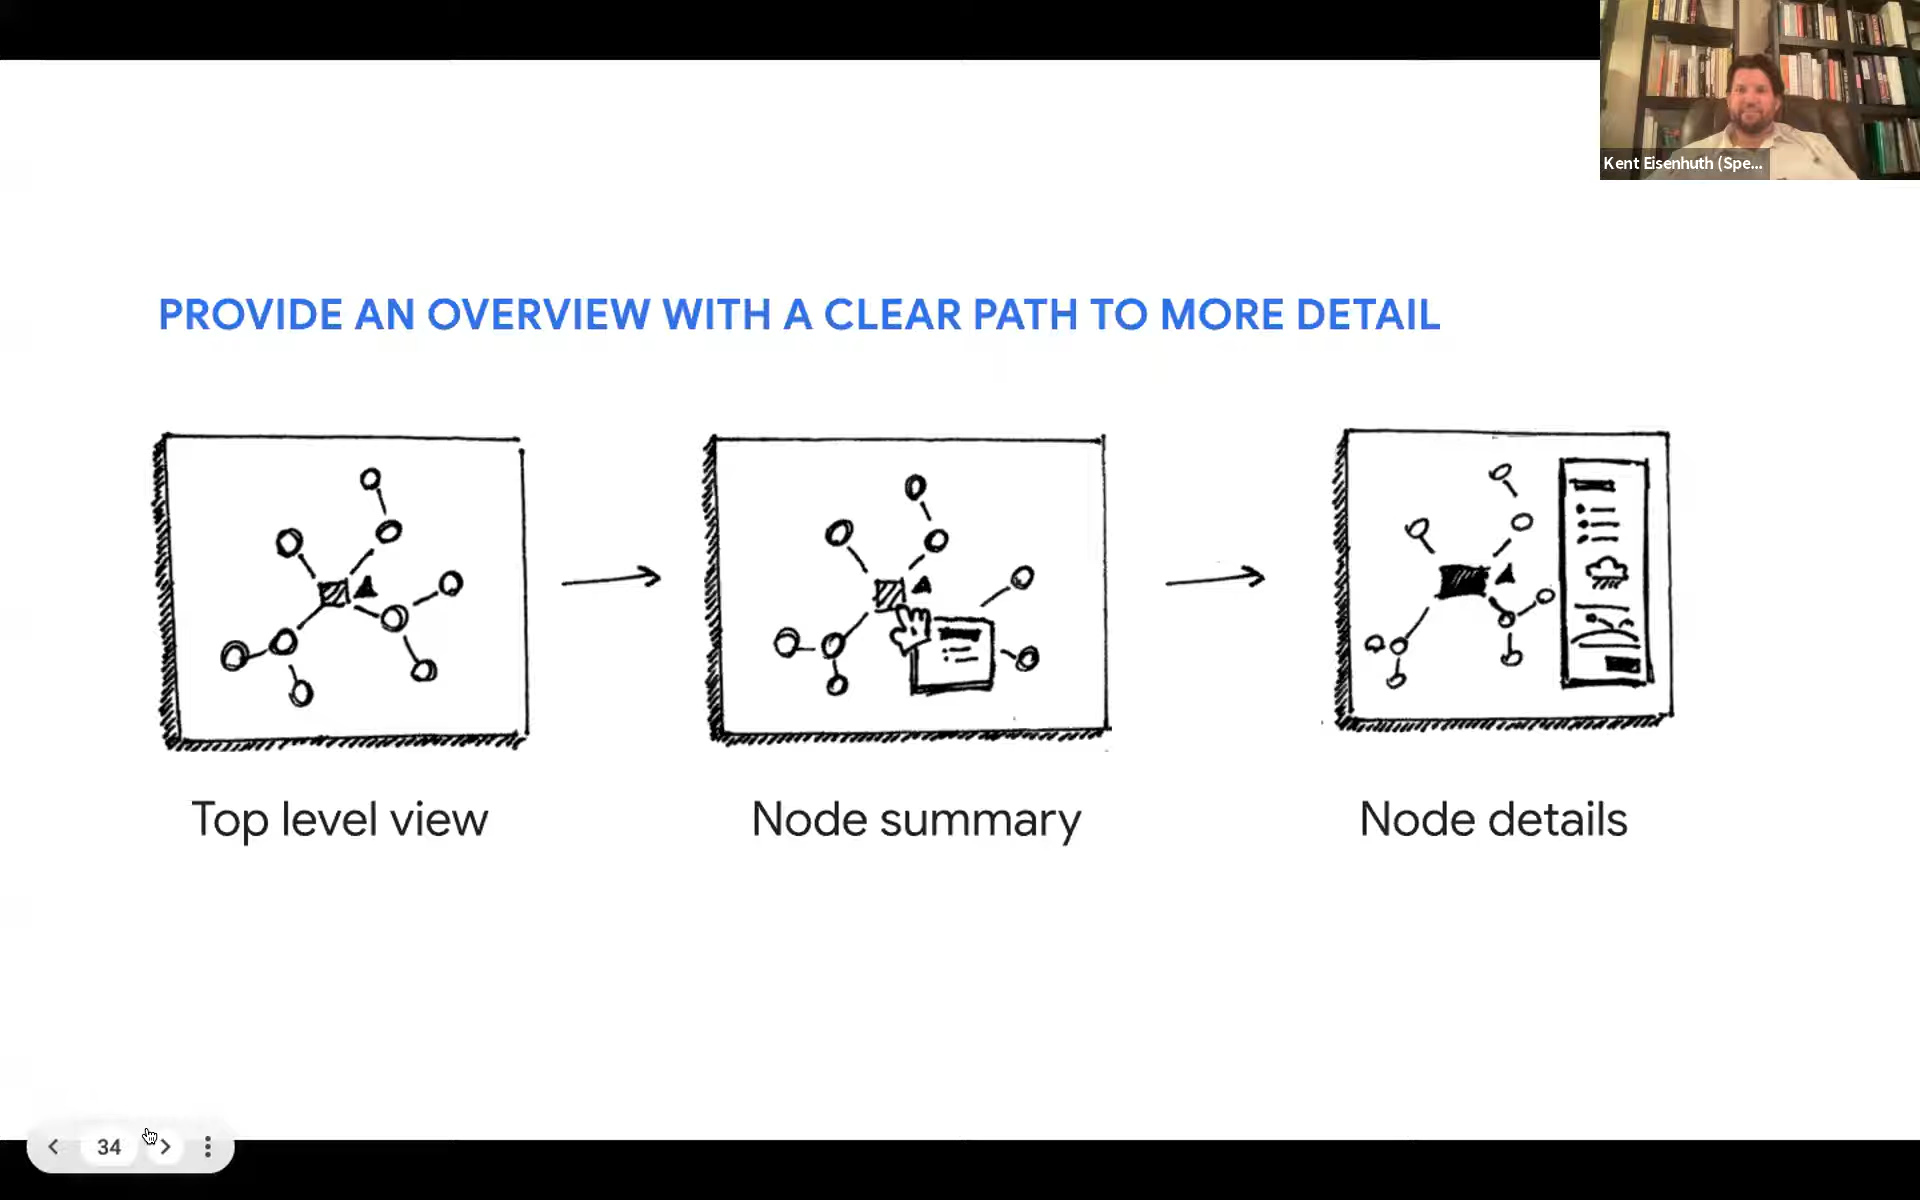 Kent Eisenhuth (Spe...
PROVIDE AN OVERVIEW WITH A CLEAR PATH TO MORE DETAIL
Top level view
Node summary
Node details
34